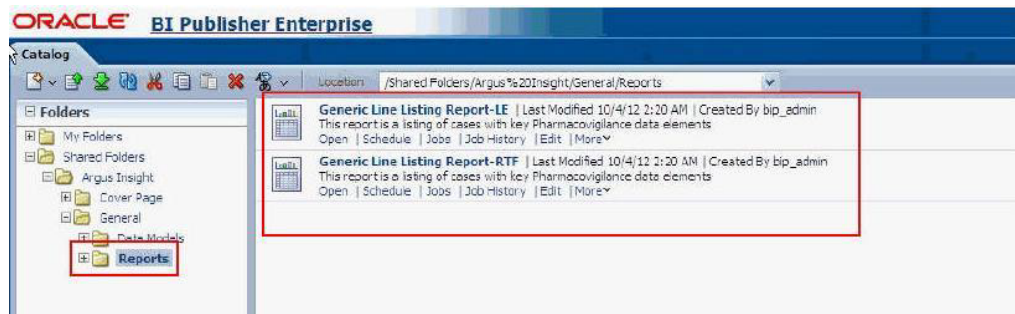 ORACLE BI Publisher Enterprise
Catalog
Location /Shared Folders/Argus%20Insight/General/Reports
Folders
My Folders
Shared Folders
Argus Insight
Cover Page
General
Data Models
Reports
Generic Line Listing Report-LE | Last Modified 10/4/12 2:20 AM | Created By bip_admin
This report is a listing of cases with key Pharmacovigilance data elements
Open | Schedule | Jobs | Job History | Edit | More
Generic Line Listing Report-RTF | Last Modified 10/4/12 2:20 AM | Created By bip_admin
This report is a listing of cases with key Pharmacovigilance data elements
Open | Schedule | Jobs | Job History | Edit | More